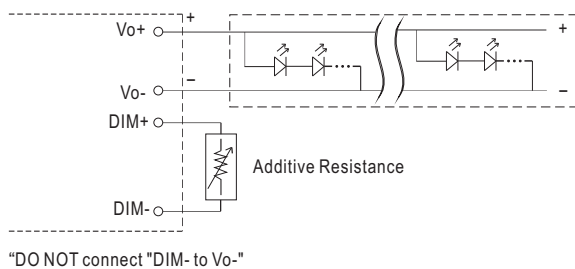 Vo+ + +
Vo- − −
DIM+
Additive Resistance
DIM-
“DO NOT connect "DIM- to Vo-"